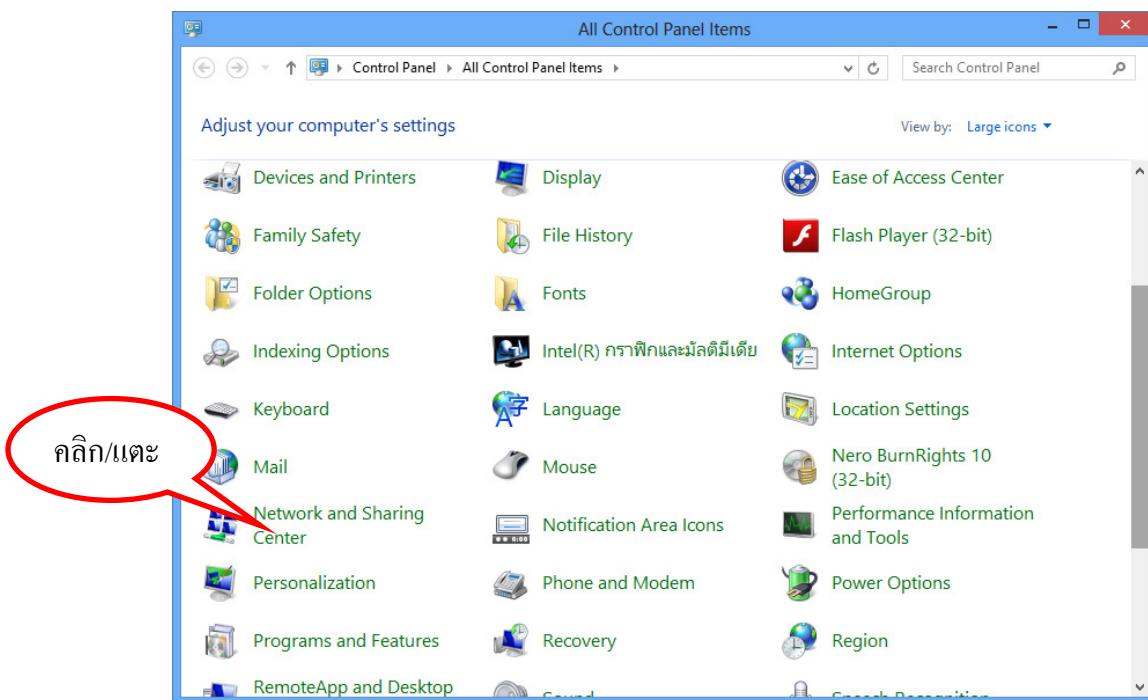 All Control Panel Items
Control Panel All Control Panel Items
Search Control Panel
Adjust your computer's settings
View by: Large icons
Devices and Printers
Display
Ease of Access Center
Family Safety
File History
Flash Player (32-bit)
Folder Options
Fonts
HomeGroup
Indexing Options
Intel(R) กราฟิกและมัลติมีเดีย
Internet Options
Keyboard
Language
Location Settings
คลิก/แตะ
Mail
Mouse
Nero BurnRights 10
(32-bit)
Network and Sharing
Center
Notification Area Icons
Performance Information
and Tools
Personalization
Phone and Modem
Power Options
Programs and Features
Recovery
Region
RemoteApp and Desktop
Sound
Speech Recognition